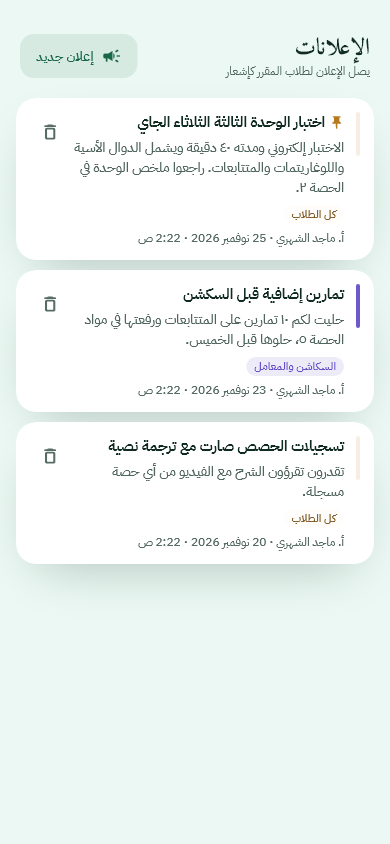 الإعلانات
يصل الإعلان لطلاب المقرر كإشعار
إعلان جديد
اختبار الوحدة الثالثة الثلاثاء الجاي
الاختبار إلكتروني ومدته ٤٠ دقيقة ويشمل الدوال الأسية
واللوغاريتمات والمتتابعات. راجعوا ملخص الوحدة في
الحصة ٢.
كل الطلاب
أ. ماجد الشهري · 25 نوفمبر 2026 · 2:22 ص
تمارين إضافية قبل السكشن
حليت لكم ١٠ تمارين على المتتابعات ورفعتها في مواد
الحصة ٥، حلوها قبل الخميس.
السكاشن والمعامل
أ. ماجد الشهري · 23 نوفمبر 2026 · 2:22 ص
تسجيلات الحصص صارت مع ترجمة نصية
تقدرون تقرؤون الشرح مع الفيديو من أي حصة
مسجلة.
كل الطلاب
أ. ماجد الشهري · 20 نوفمبر 2026 · 2:22 ص